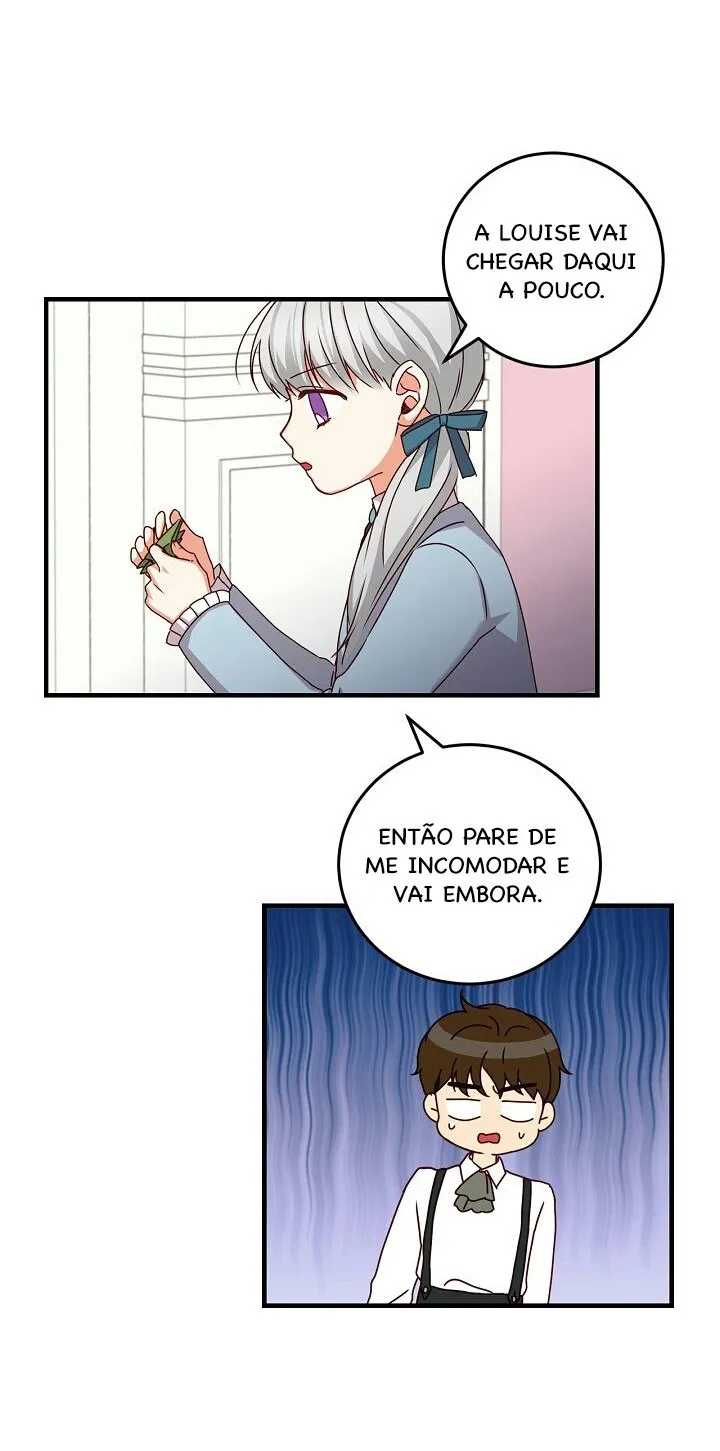 A LOUISE VAI
CHEGAR DAQUI
A POUCO.
ENTÃO PARE DE
ME INCOMODAR E
VAI EMBORA.